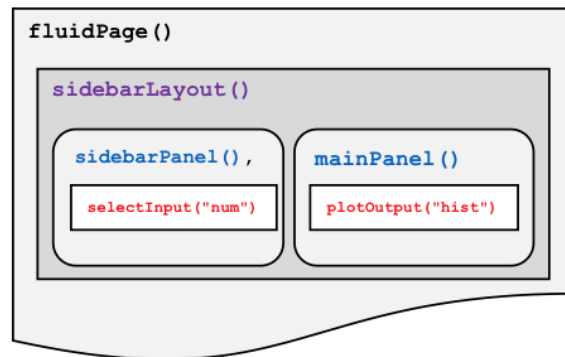 fluidPage()
sidebarLayout()
sidebarPanel(),
selectInput("num")
mainPanel()
plotOutput("hist")